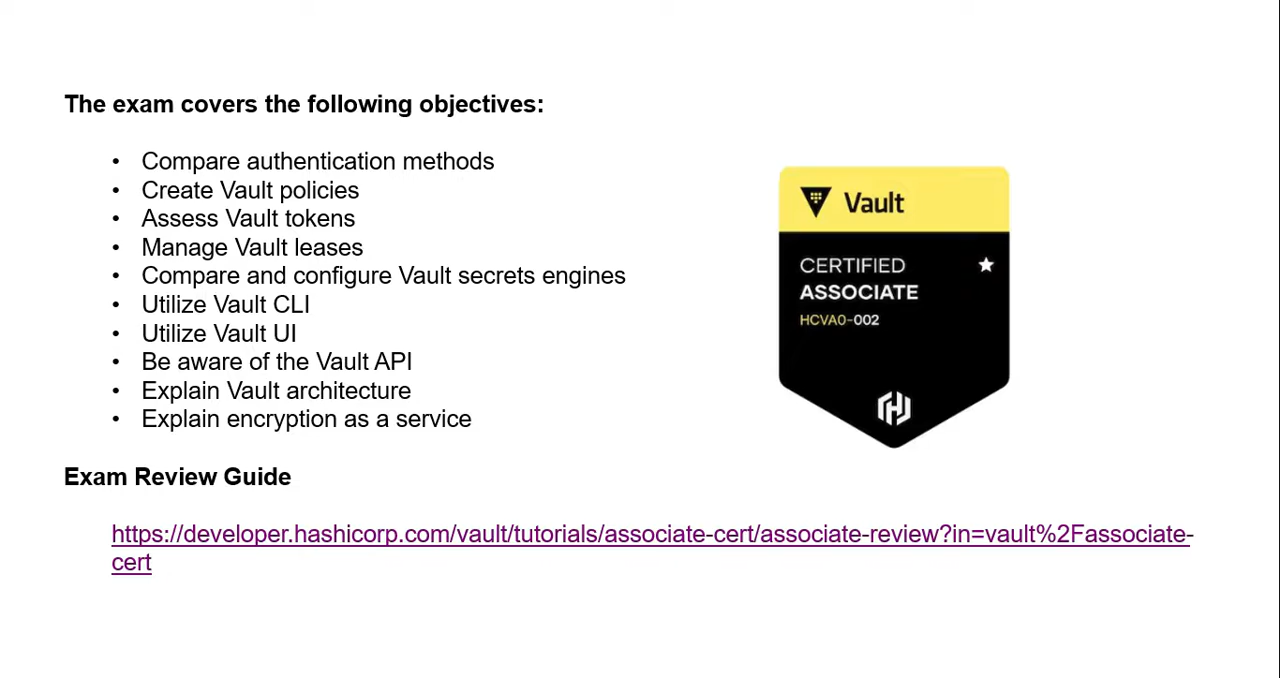 The exam covers the following objectives:
• Compare authentication methods
• Create Vault policies
• Assess Vault tokens
• Manage Vault leases
• Compare and configure Vault secrets engines
• Utilize Vault CLI
• Utilize Vault UI
• Be aware of the Vault API
• Explain Vault architecture
• Explain encryption as a service
Vault
CERTIFIED
ASSOCIATE
HCVA0-002
Exam Review Guide
https://developer.hashicorp.com/vault/tutorials/associate-cert/associate-review?in=vault%2Fassociate-
cert